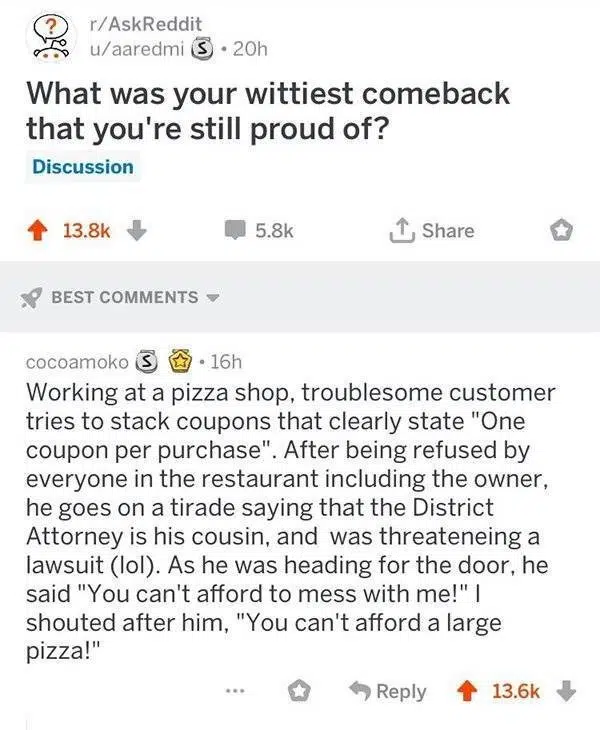 r/AskReddit
u/aaredmi S • 20h
What was your wittiest comeback
that you're still proud of?
Discussion
13.8k 5.8k Share
BEST COMMENTS
cocoamoko S • 16h
Working at a pizza shop, troublesome customer
tries to stack coupons that clearly state "One
coupon per purchase". After being refused by
everyone in the restaurant including the owner,
he goes on a tirade saying that the District
Attorney is his cousin, and  was threateneing a
lawsuit (lol). As he was heading for the door, he
said "You can't afford to mess with me!" I
shouted after him, "You can't afford a large
pizza!"
... Reply 13.6k